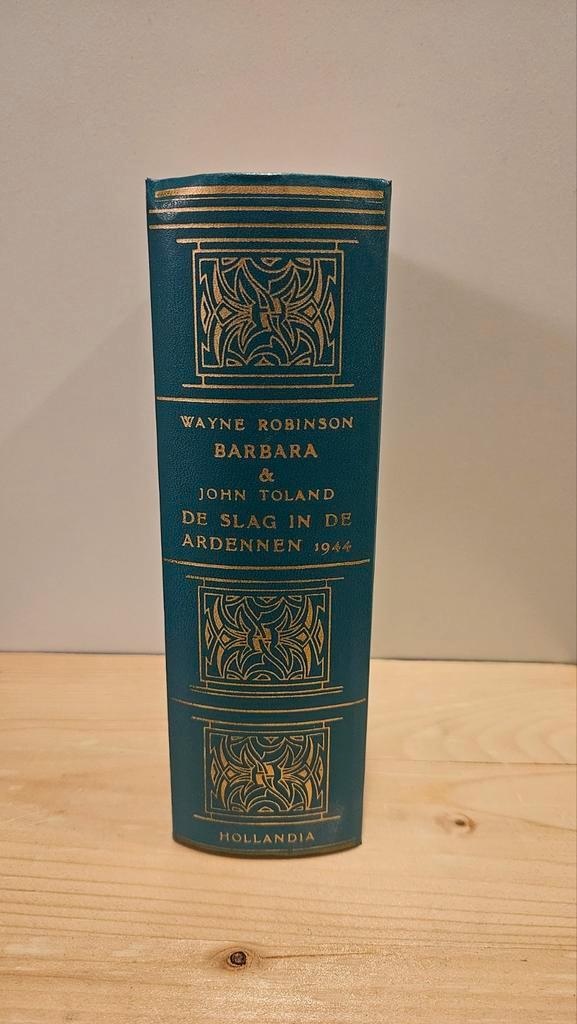 WAYNE ROBINSON
BARBARA
&
JOHN TOLAND
DE SLAG IN DE
ARDENNEN 1944
HOLLANDIA